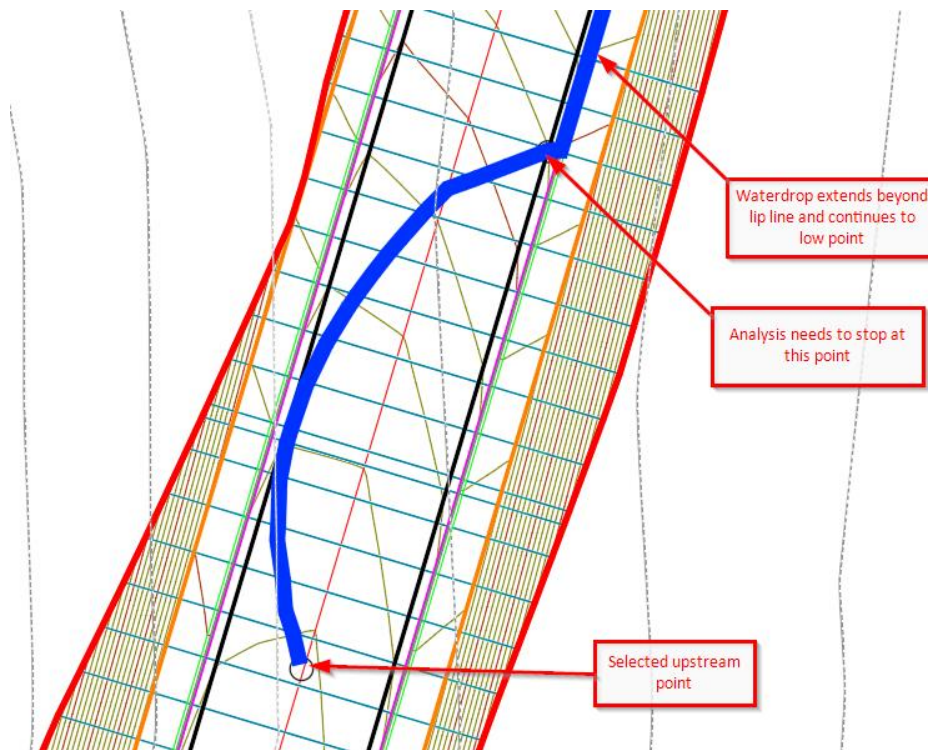 Waterdrop extends beyond
lip line and continues to
low point
Analysis needs to stop at
this point
Selected upstream
point